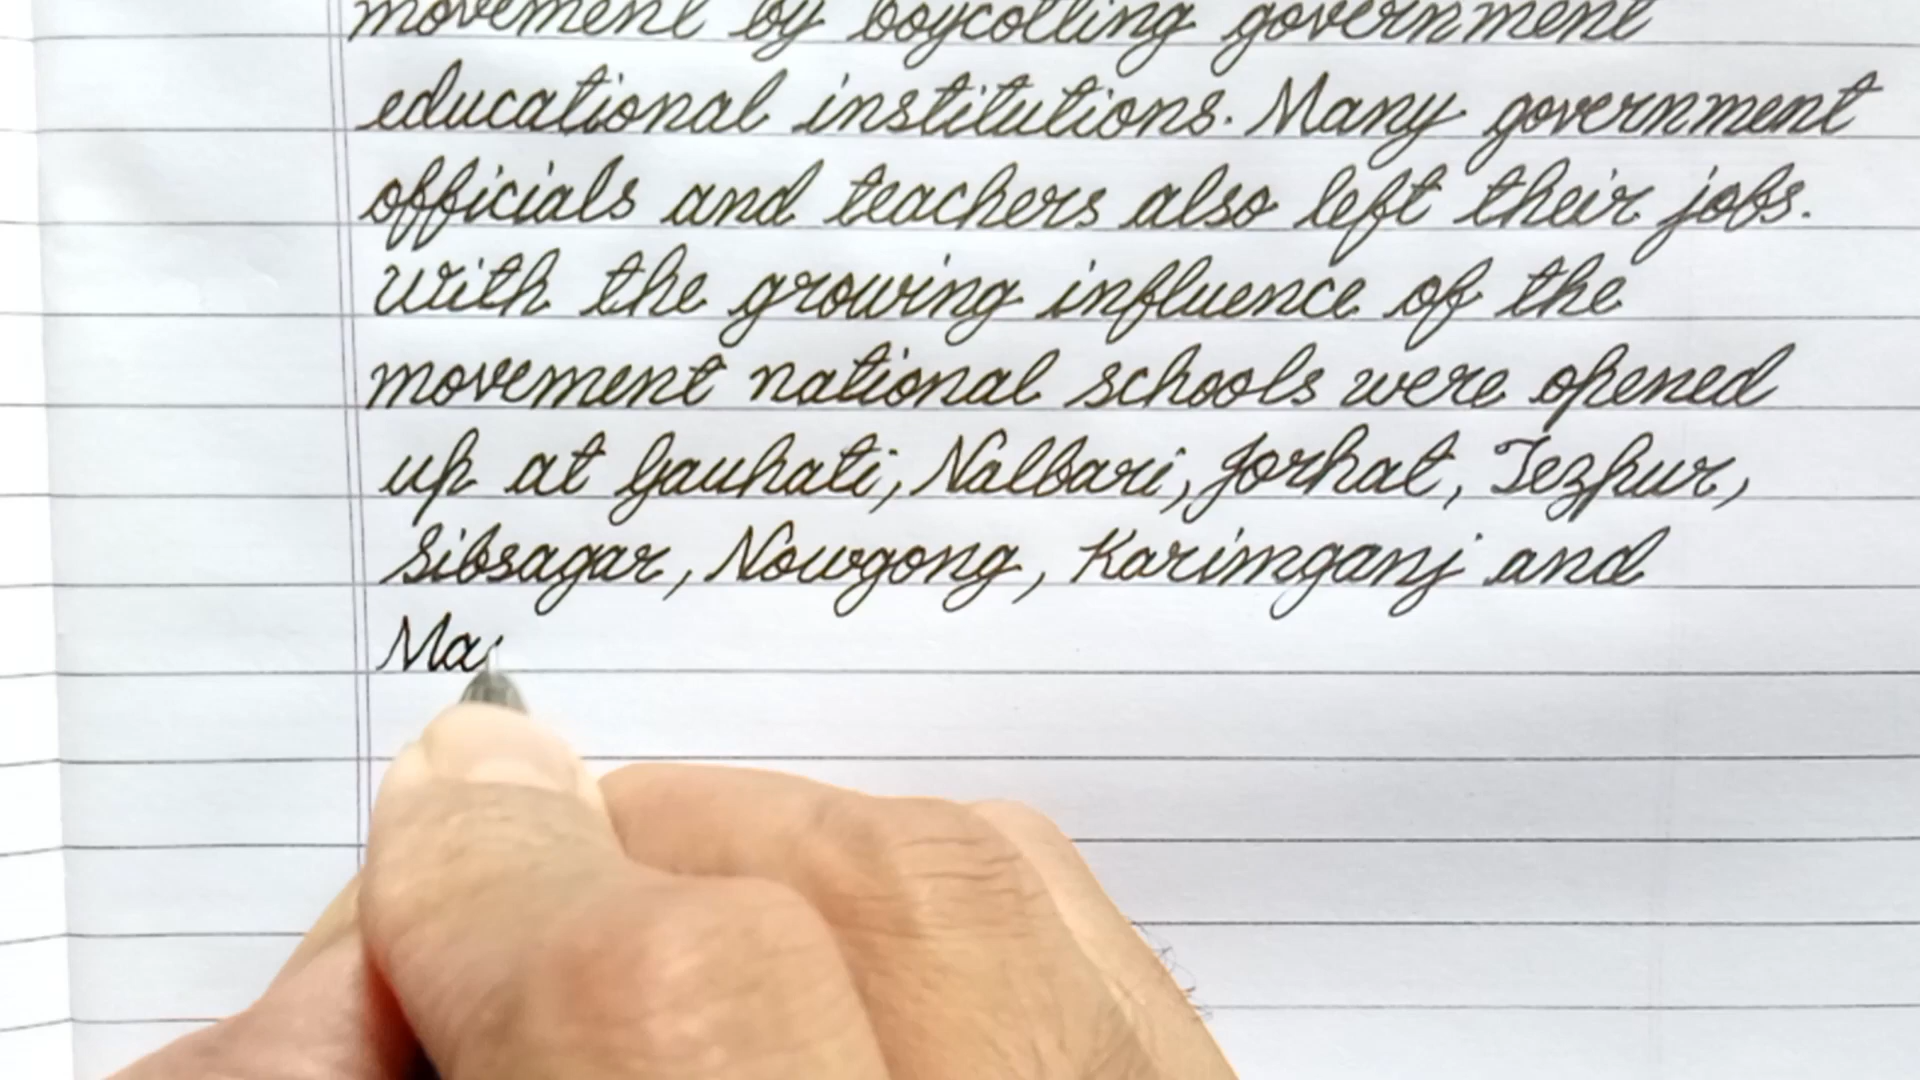 movement by boycotting government
educational institutions. Many government
officials and teachers also left their jobs.
With the growing influence of the
movement national schools were opened
up at Gauhati, Nalbari, Jorhat, Tezpur,
Sibsagar, Nowgong, Karimganj and
Ma